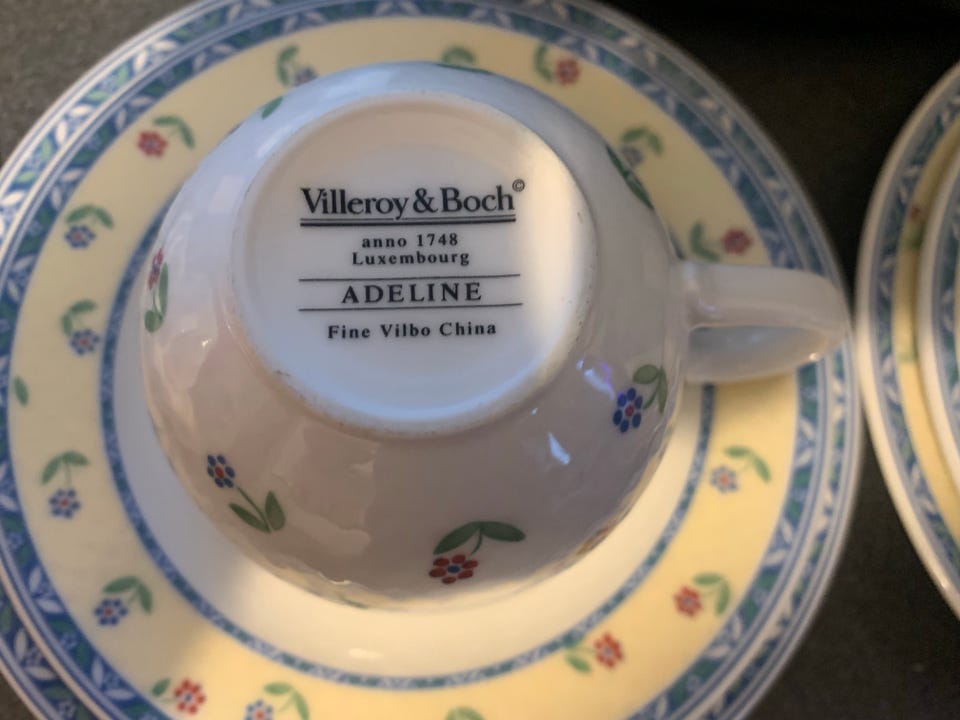 Villeroy & Boch©
anno 1748
Luxembourg
ADELINE
Fine Vilbo China